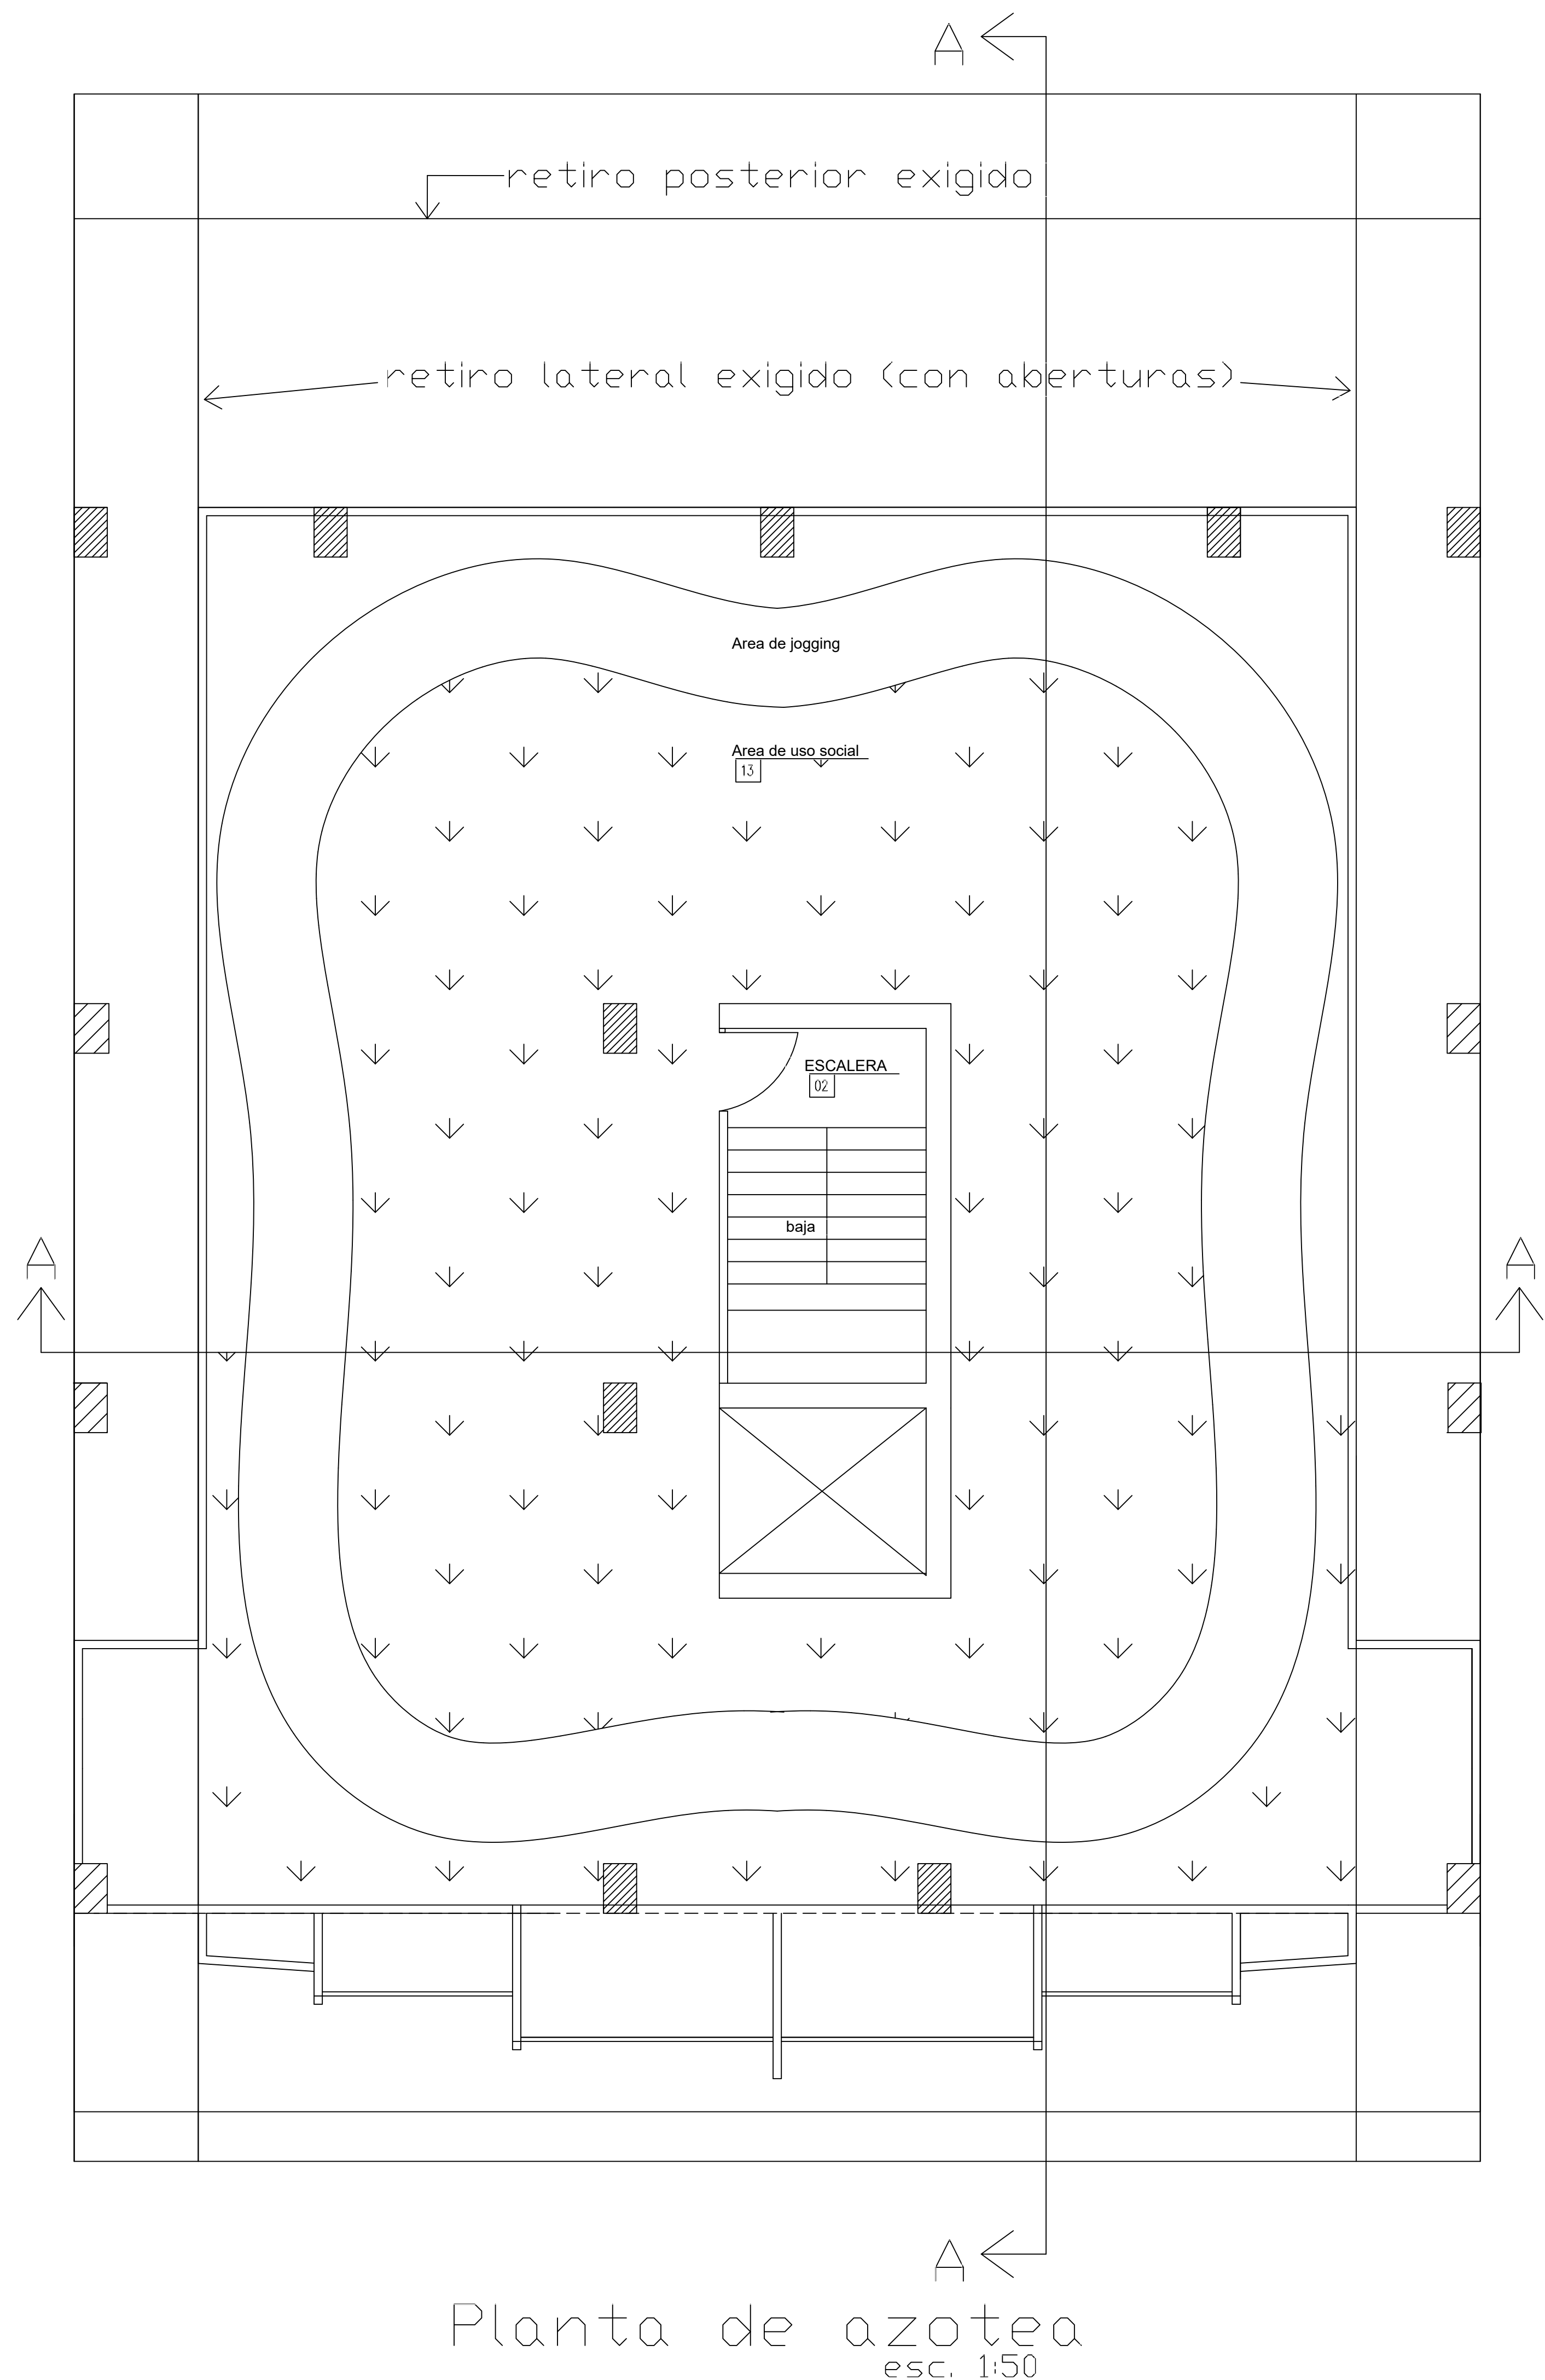 A
retiro posterior exigido
retiro lateral exigido (con aberturas)
Area de jogging
Area de uso social
13
ESCALERA
02
baja
A
A
A
Planta de azotea
esc. 1:50